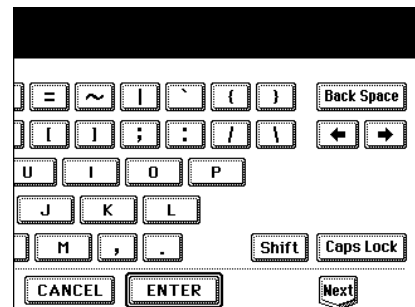 = ~ | ` { } Back Space
[ ] ; : / \ ← →
U I O P
J K L
M , . Shift Caps Lock
CANCEL ENTER Next